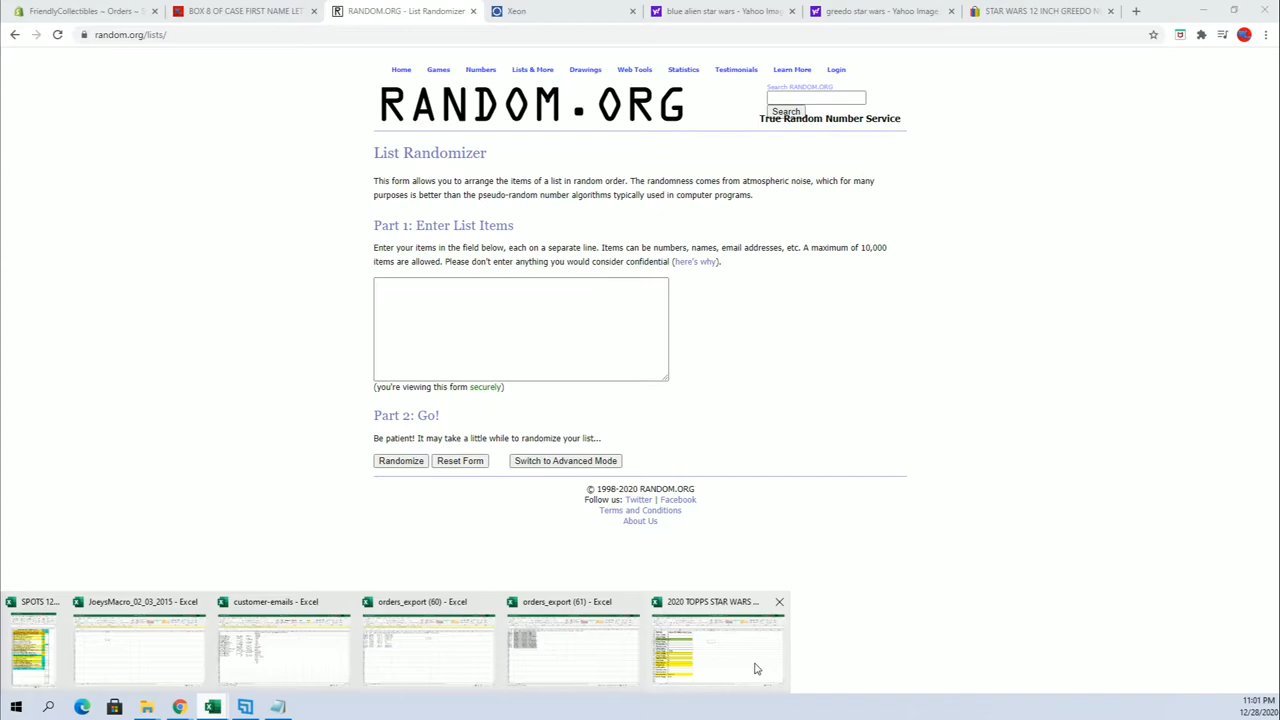 FriendlyCollectibles ~ Orders ~ S
BOX 8 OF CASE FIRST NAME LET
RANDOM.ORG - List Randomizer
Xeon
blue alien star wars - Yahoo Imag
greedo star wars - Yahoo Image
STAR WARS 12 INCH GREEDO N
random.org/lists/
Home Games Numbers Lists & More Drawings Web Tools Statistics Testimonials Learn More Login
Search RANDOM.ORG
RANDOM.ORG
Search
True Random Number Service
List Randomizer
This form allows you to arrange the items of a list in random order. The randomness comes from atmospheric noise, which for many
purposes is better than the pseudo-random number algorithms typically used in computer programs.
Part 1: Enter List Items
Enter your items in the field below, each on a separate line. Items can be numbers, names, email addresses, etc. A maximum of 10,000
items are allowed. Please don't enter anything you would consider confidential (here's why).
(you're viewing this form securely)
Part 2: Go!
Be patient! It may take a little while to randomize your list...
Randomize Reset Form Switch to Advanced Mode
© 1998-2020 RANDOM.ORG
Follow us: Twitter | Facebook
Terms and Conditions
About Us
SPOTS 12...
JoeysMacro_02_03_2015 - Excel
customer-emails - Excel
orders_export (60) - Excel
orders_export (61) - Excel
2020 TOPPS STAR WARS ...
11:01 PM
12/28/2020